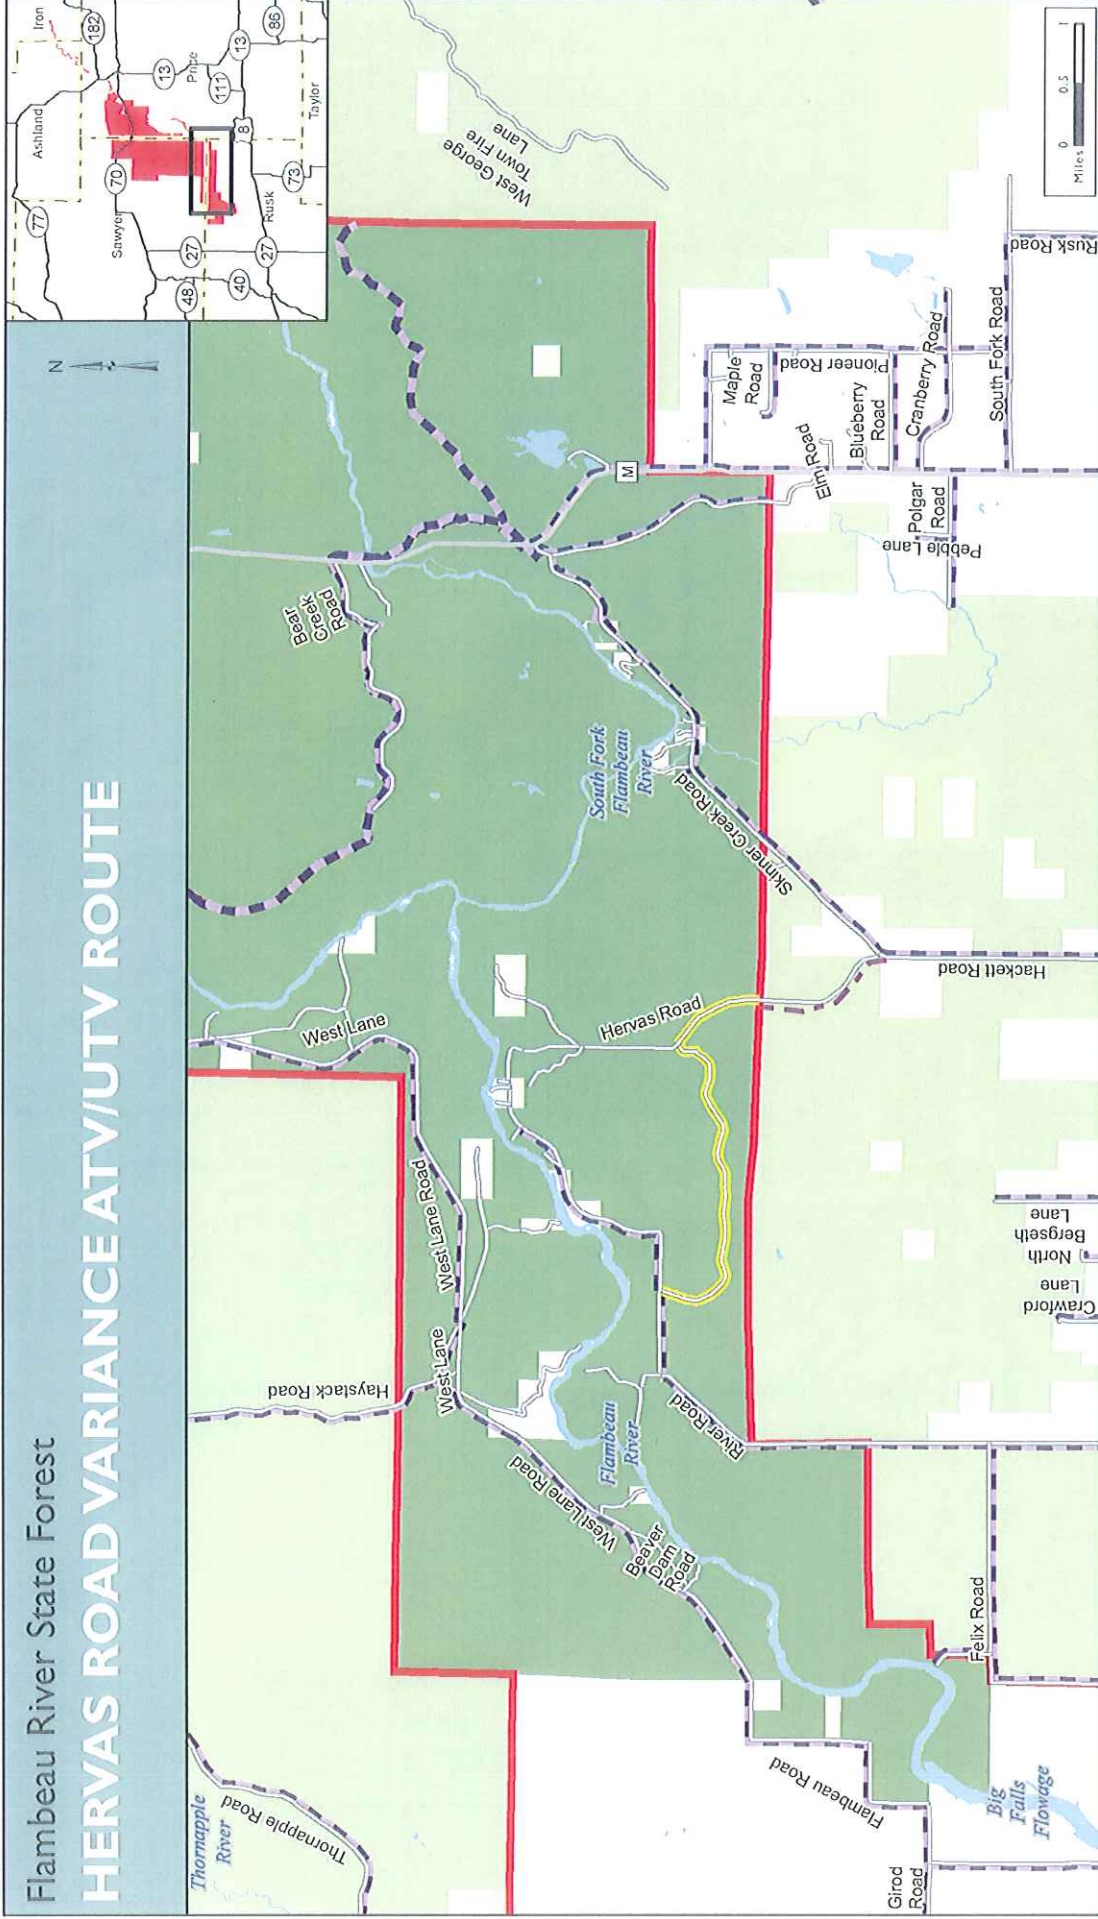 Flambeau River State Forest
HERVAS ROAD VARIANCE ATV/UTV ROUTE
N
Iron
Ashland
182
77
70
13
86
Sawyer
Price
111
13
27
8
48
40
27
Rusk
73
Taylor
Thornapple
River
Thornapple Road
Haystack Road
West Lane
West Lane Road
West Lane
West Lane Road
Beaver
Dam
Road
Flambeau
River
River Road
Flambeau Road
Girod
Road
Big
Falls
Flowage
Felix Road
Crawford
Lane
North
Bergseth
Lane
Hervas Road
Hackett Road
Skinner Creek Road
South Fork
Flambeau
River
Bear
Creek
Road
M
West George
Town Fire
Lane
Maple
Road
Pioneer Road
Elm Road
Blueberry
Road
Cranberry Road
Polgar
Road
Pebble Lane
South Fork Road
Rusk Road
0 0.5 1
Miles